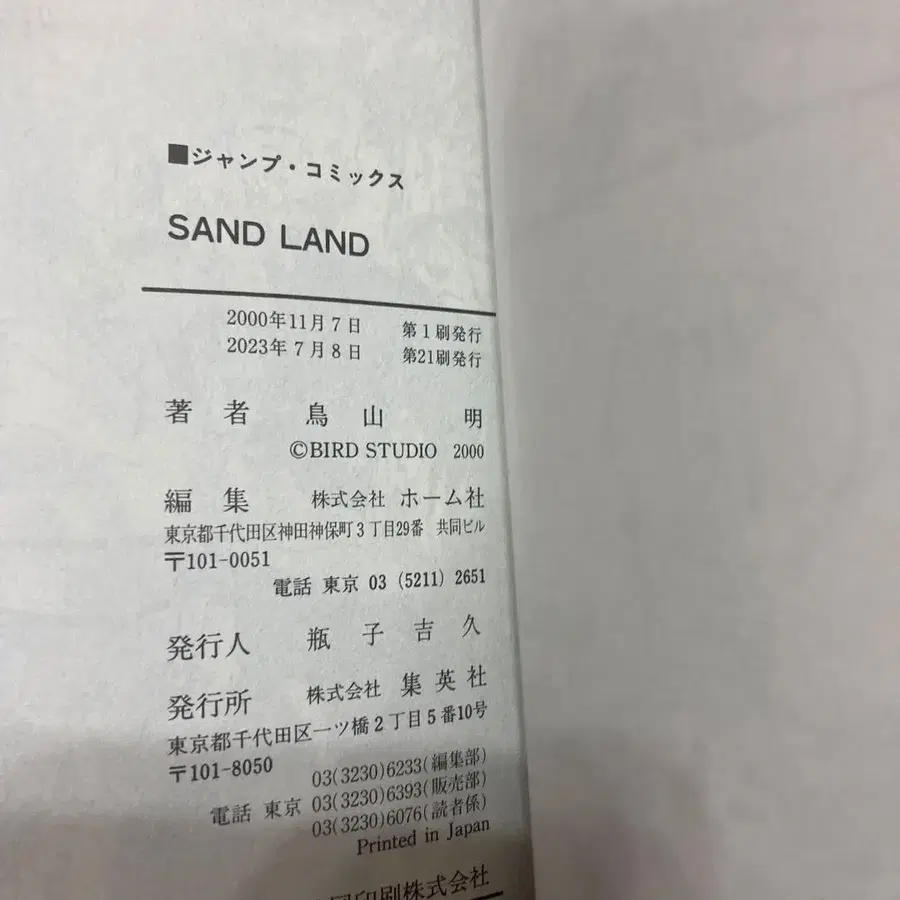 ■ジャンプ・コミックス
SAND LAND
2000年11月7日 第1刷発行
2023年7月8日 第21刷発行
著者 鳥山 明
©BIRD STUDIO 2000
編集 株式会社 ホーム社
東京都千代田区神田神保町3丁目29番 共同ビル
〒101-0051
電話 東京 03 (5211) 2651
発行人 瓶子吉久
発行所 株式会社 集英社
東京都千代田区一ツ橋2丁目5番10号
〒101-8050
03(3230)6233(編集部)
電話 東京 03(3230)6393(販売部)
03(3230)6076(読者係)
Printed in Japan
印刷株式会社